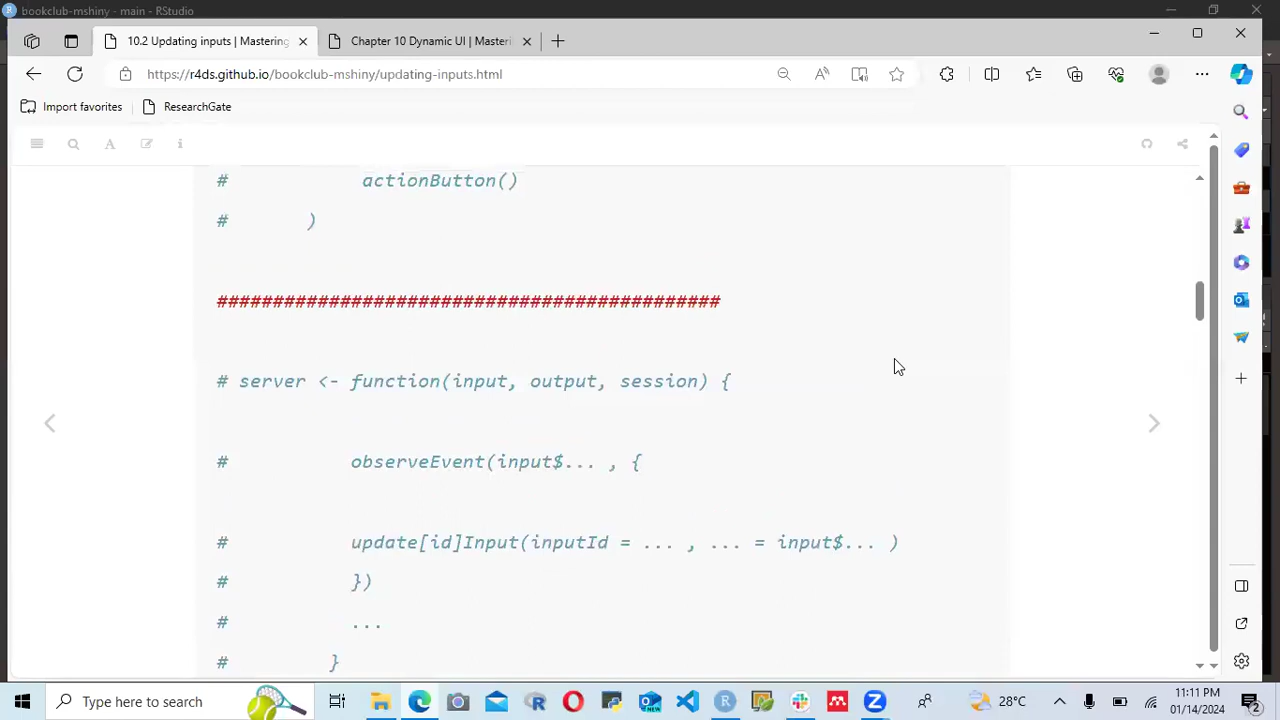 bookclub-mshiny - main - RStudio
10.2 Updating inputs | Mastering
Chapter 10 Dynamic UI | Masteri
https://r4ds.github.io/bookclub-mshiny/updating-inputs.html
Import favorites
ResearchGate
# actionButton()
# )
#############################################
# server <- function(input, output, session) {
# observeEvent(input$... , {
# update[id]Input(inputId = ... , ... = input$... )
# })
# ...
# }
Type here to search
28°C
11:11 PM
01/14/2024
2